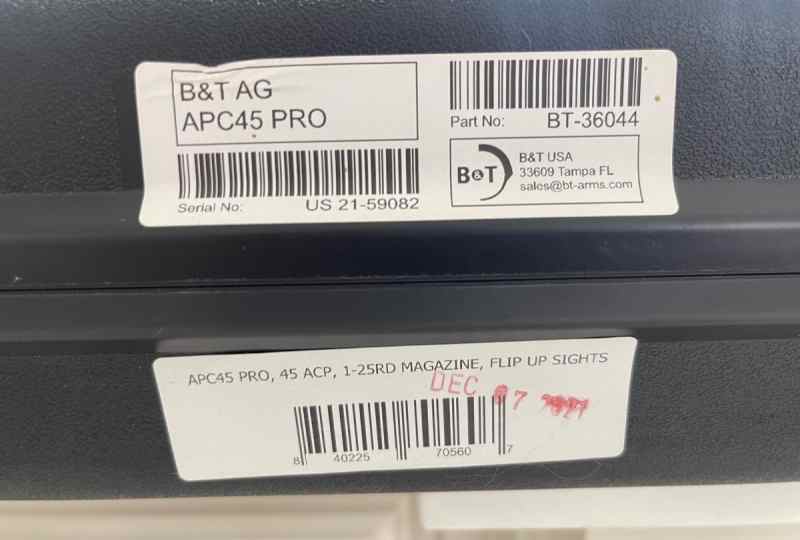 B&T AG
APC45 PRO
Serial No: US 21-59082
Part No: BT-36044
B&T
B&T USA
33609 Tampa FL
sales@bt-arms.com
APC45 PRO, 45 ACP, 1-25RD MAGAZINE, FLIP UP SIGHTS
DEC 07
8 40225 70560 7